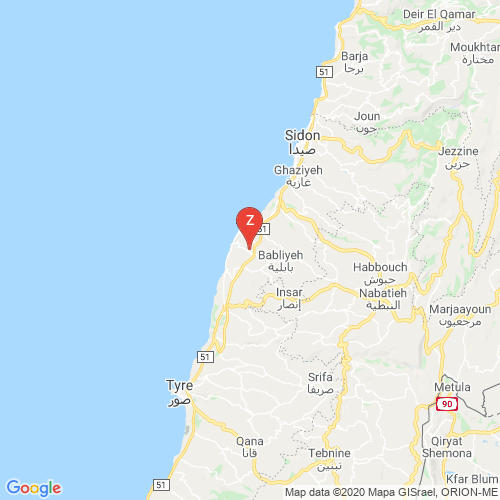 Deir El Qamar
دير القمر
Moukhtar
مختارة
Barja
برجا
51
Joun
جون
Sidon
صيدا
Jezzine
جزين
Ghaziyeh
غازية
Z
51
Babliyeh
بابلية
Habbouch
حبوش
Insar
إنصار
Nabatieh
النبطية
Marjaayoun
مرجعيون
51
Srifa
صريفا
Tyre
صور
Metula
90
Qana
قانا
Tebnine
تبنين
Qiryat
Shemona
Kfar Blum
51
Google
Map data ©2020 Mapa GISrael, ORION-ME